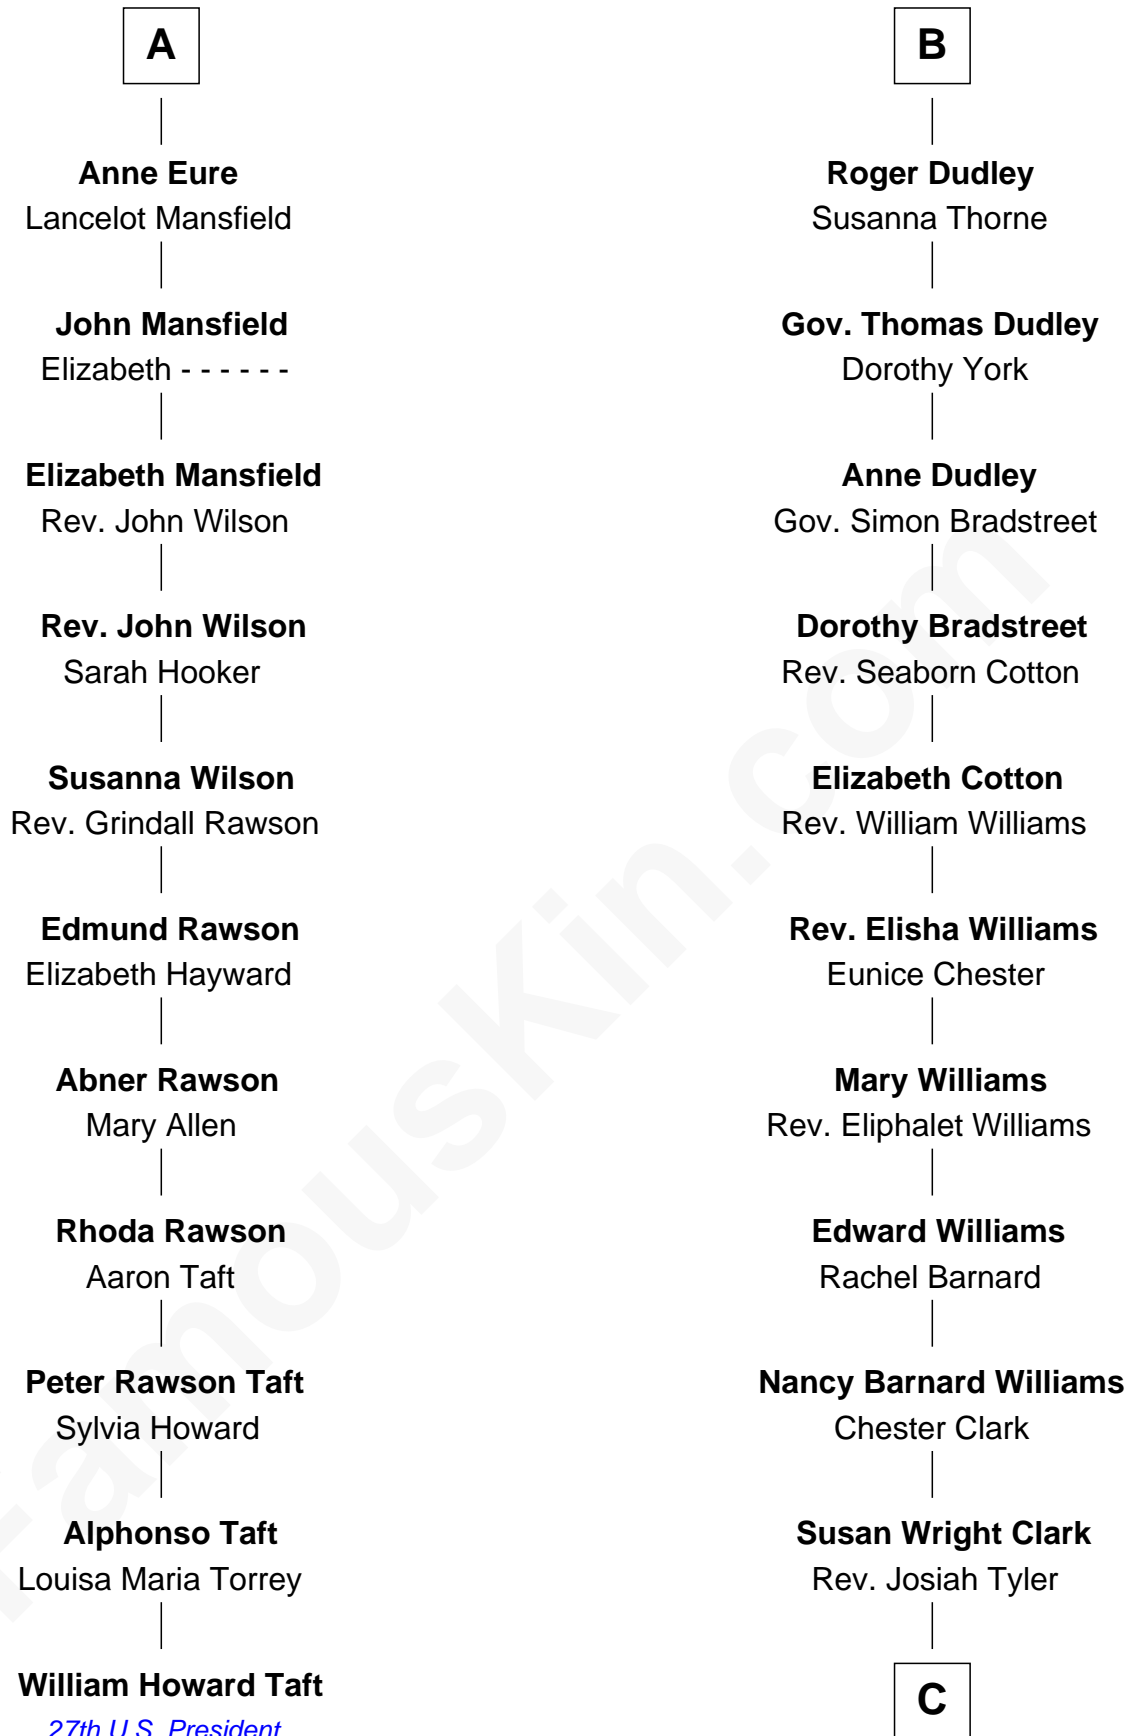 A
Anne Eure
Lancelot Mansfield
John Mansfield
Elizabeth - - - - - -
Elizabeth Mansfield
Rev. John Wilson
Rev. John Wilson
Sarah Hooker
Susanna Wilson
Rev. Grindall Rawson
Edmund Rawson
Elizabeth Hayward
Abner Rawson
Mary Allen
Rhoda Rawson
Aaron Taft
Peter Rawson Taft
Sylvia Howard
Alphonso Taft
Louisa Maria Torrey
William Howard Taft
27th U.S. President
B
Roger Dudley
Susanna Thorne
Gov. Thomas Dudley
Dorothy York
Anne Dudley
Gov. Simon Bradstreet
Dorothy Bradstreet
Rev. Seaborn Cotton
Elizabeth Cotton
Rev. William Williams
Rev. Elisha Williams
Eunice Chester
Mary Williams
Rev. Eliphalet Williams
Edward Williams
Rachel Barnard
Nancy Barnard Williams
Chester Clark
Susan Wright Clark
Rev. Josiah Tyler
C
FamousKin.com